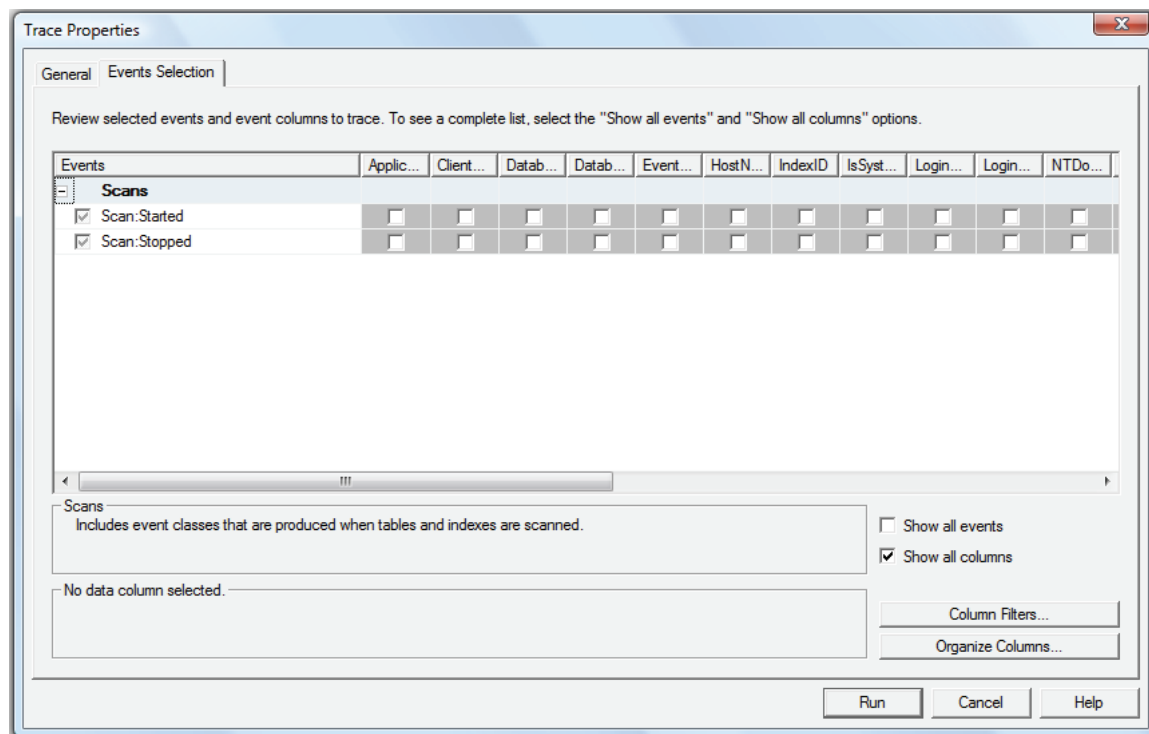 Trace Properties
General Events Selection
Review selected events and event columns to trace. To see a complete list, select the "Show all events" and "Show all columns" options.
Events Applic... Client... Datab... Datab... Event... HostN... IndexID IsSyst... Login... Login... NTDo...
Scans
Scan:Started
Scan:Stopped
Scans
Includes event classes that are produced when tables and indexes are scanned.
Show all events
Show all columns
No data column selected.
Column Filters...
Organize Columns...
Run Cancel Help